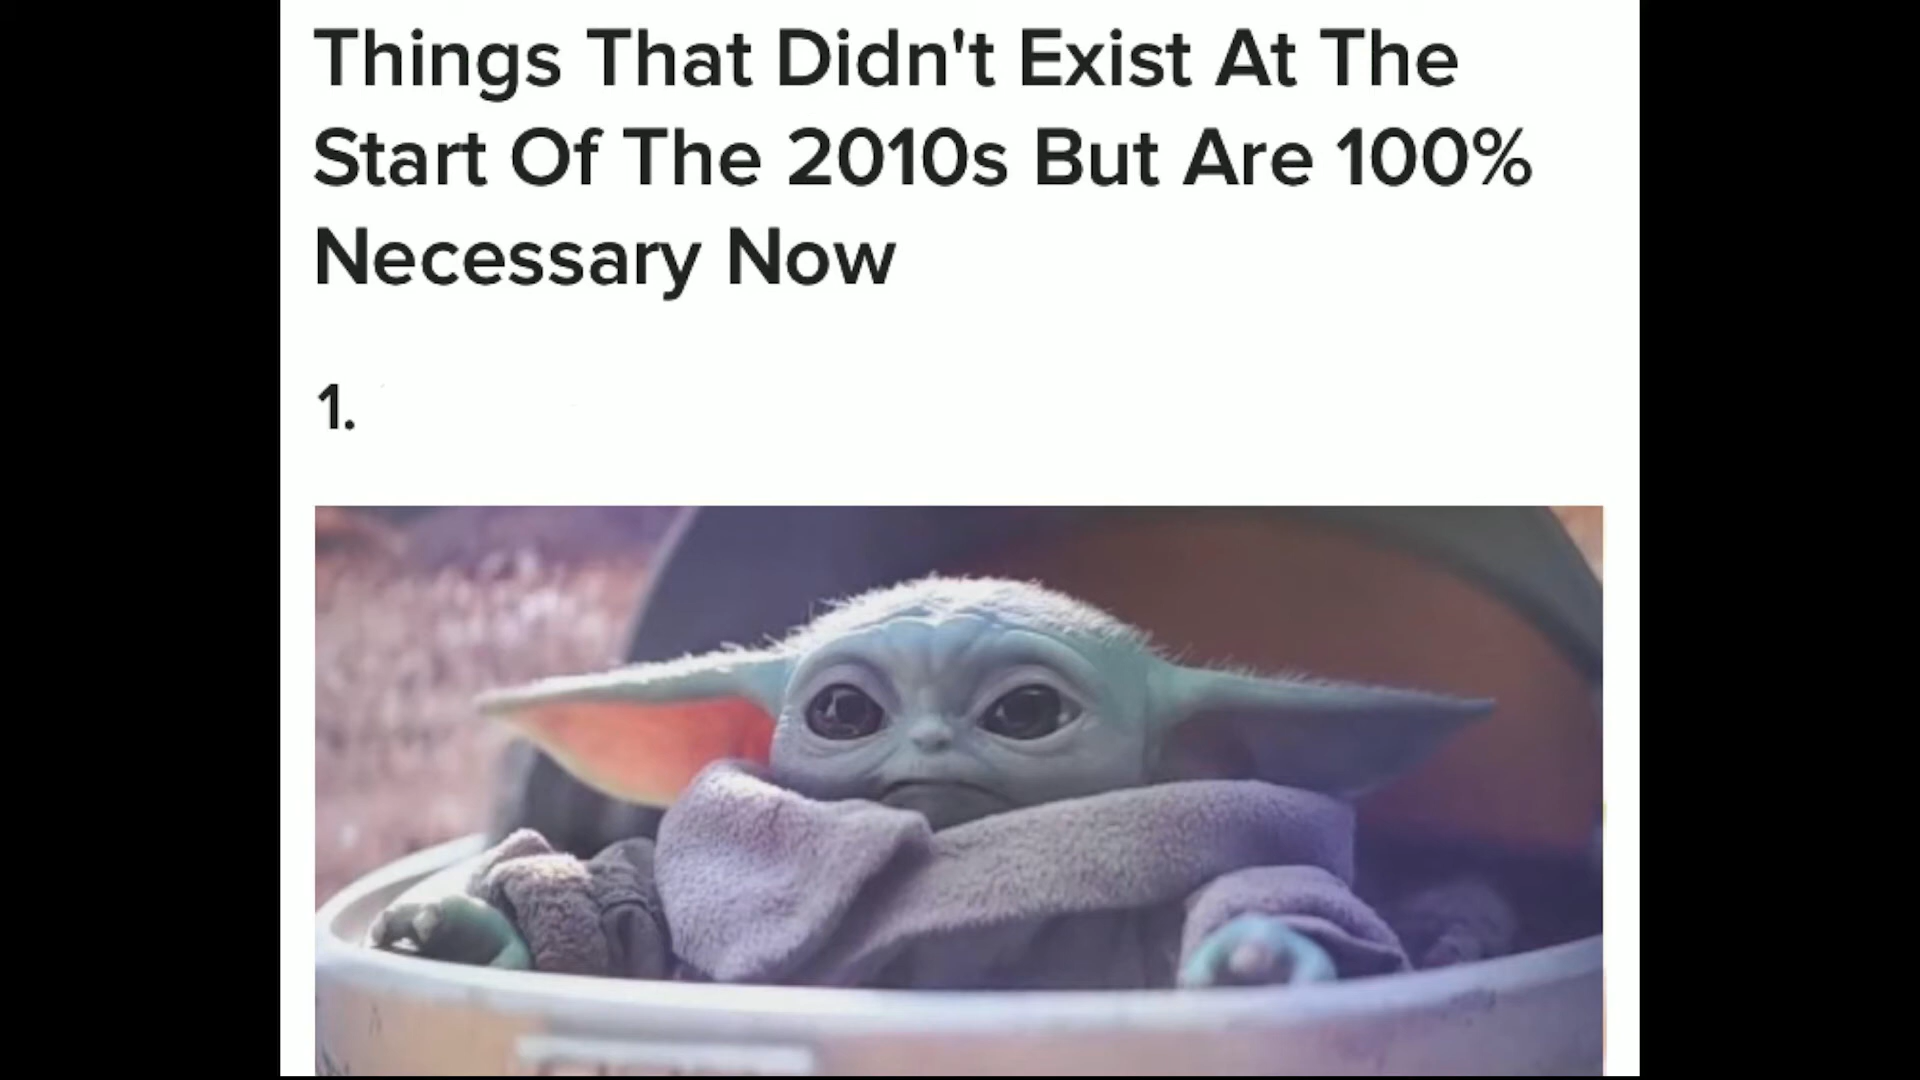 Things That Didn't Exist At The
Start Of The 2010s But Are 100%
Necessary Now
1.